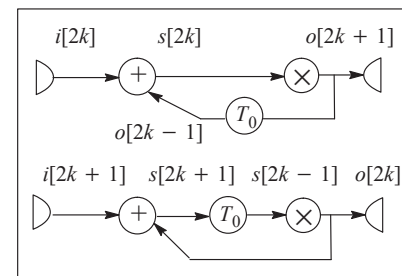 i[2k] s[2k] o[2k + 1]
+ ×
o[2k − 1] T₀
i[2k + 1] s[2k + 1] s[2k − 1] o[2k]
+ T₀ ×